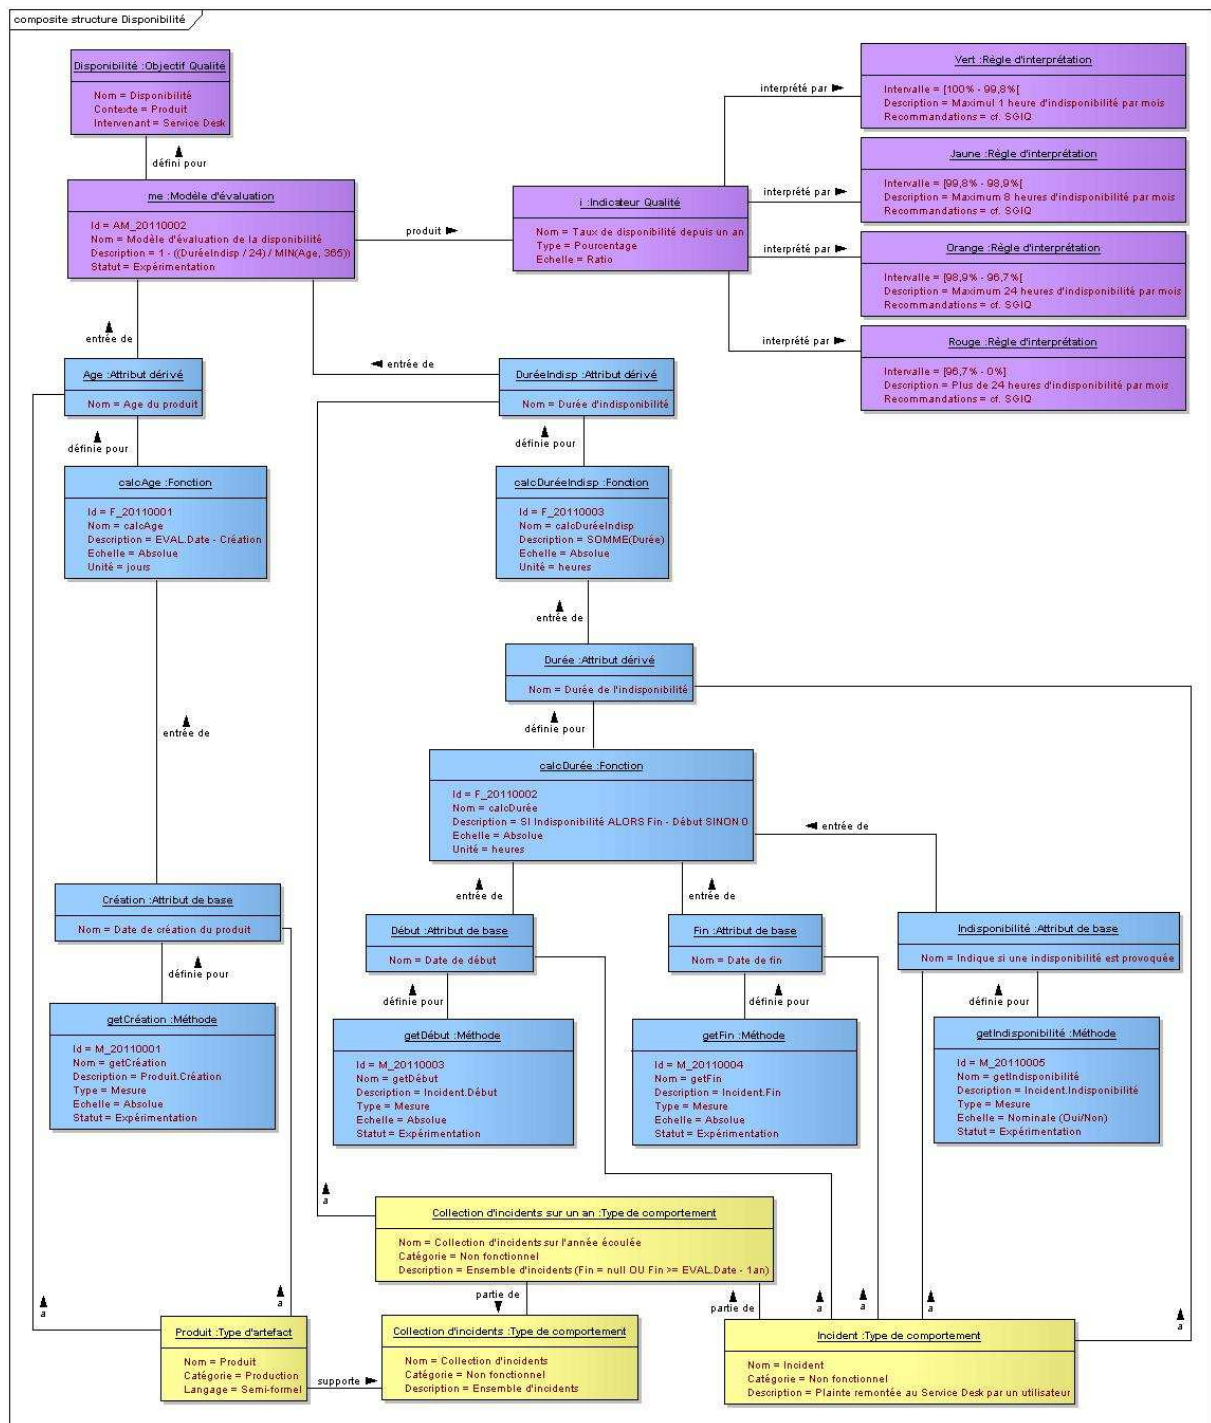 composite structure Disponibilité
Disponibilité :Objectif Qualité
Nom = Disponibilité
Contexte = Produit
Intervenant = Service Desk
défini pour
me :Modèle d'évaluation
Id = AM_20110002
Nom = Modèle d'évaluation de la disponibilité
Description = 1 - ((DuréeIndisp / 24) / MIN(Age, 365))
Statut = Expérimentation
produit
i :Indicateur Qualité
Nom = Taux de disponibilité depuis un an
Type = Pourcentage
Echelle = Ratio
interprété par
Vert :Règle d'interprétation
Intervalle = [100% - 99,8%[
Description = Maximul 1 heure d'indisponibilité par mois
Recommandations = cf. SGIQ
interprété par
Jaune :Règle d'interprétation
Intervalle = [99,8% - 98,9%[
Description = Maximum 8 heures d'indisponibilité par mois
Recommandations = cf. SGIQ
interprété par
Orange :Règle d'interprétation
Intervalle = [98,9% - 96,7%[
Description = Maximum 24 heures d'indisponibilité par mois
Recommandations = cf. SGIQ
interprété par
Rouge :Règle d'interprétation
Intervalle = [96,7% - 0%]
Description = Plus de 24 heures d'indisponibilité par mois
Recommandations = cf. SGIQ
entrée de
entrée de
Age :Attribut dérivé
Nom = Age du produit
DuréeIndisp :Attribut dérivé
Nom = Durée d'indisponibilité
définie pour
définie pour
calcAge :Fonction
Id = F_20110001
Nom = calcAge
Description = EVAL.Date - Création
Echelle = Absolue
Unité = jours
calcDuréeIndisp :Fonction
Id = F_20110003
Nom = calcDuréeIndisp
Description = SOMME(Durée)
Echelle = Absolue
Unité = heures
entrée de
Durée :Attribut dérivé
Nom = Durée de l'indisponibilité
entrée de
définie pour
calcDurée :Fonction
Id = F_20110002
Nom = calcDurée
Description = SI Indisponibilité ALORS Fin - Début SINON 0
Echelle = Absolue
Unité = heures
entrée de
entrée de
entrée de
Création :Attribut de base
Nom = Date de création du produit
Début :Attribut de base
Nom = Date de début
Fin :Attribut de base
Nom = Date de fin
Indisponibilité :Attribut de base
Nom = Indique si une indisponibilité est provoquée
définie pour
définie pour
définie pour
définie pour
getCréation :Méthode
Id = M_20110001
Nom = getCréation
Description = Produit.Création
Type = Mesure
Echelle = Absolue
Statut = Expérimentation
getDébut :Méthode
Id = M_20110003
Nom = getDébut
Description = Incident.Début
Type = Mesure
Echelle = Absolue
Statut = Expérimentation
getFin :Méthode
Id = M_20110004
Nom = getFin
Description = Incident.Fin
Type = Mesure
Echelle = Absolue
Statut = Expérimentation
getIndisponibilité :Méthode
Id = M_20110005
Nom = getIndisponibilité
Description = Incident.Indisponibilité
Type = Mesure
Echelle = Nominale (Oui/Non)
Statut = Expérimentation
a
Collection d'incidents sur un an :Type de comportement
Nom = Collection d'incidents sur l'année écoulée
Catégorie = Non fonctionnel
Description = Ensemble d'incidents (Fin = null OU Fin >= EVAL.Date - 1an)
a
a
partie de
partie de
a
a
a
a
Produit :Type d'artefact
Nom = Produit
Catégorie = Production
Langage = Semi-formel
supporte
Collection d'incidents :Type de comportement
Nom = Collection d'incidents
Catégorie = Non fonctionnel
Description = Ensemble d'incidents
Incident :Type de comportement
Nom = Incident
Catégorie = Non fonctionnel
Description = Plainte remontée au Service Desk par un utilisateur